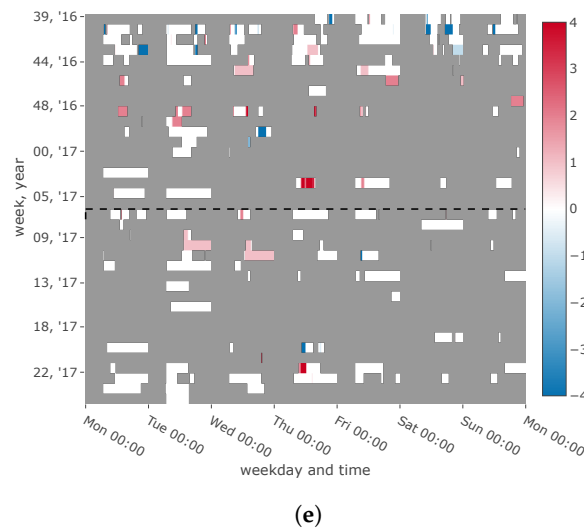 39, '16
44, '16
48, '16
00, '17
05, '17
09, '17
13, '17
18, '17
22, '17
week, year
Mon 00:00
Tue 00:00
Wed 00:00
Thu 00:00
Fri 00:00
Sat 00:00
Sun 00:00
Mon 00:00
weekday and time
4
3
2
1
0
−1
−2
−3
−4
(e)